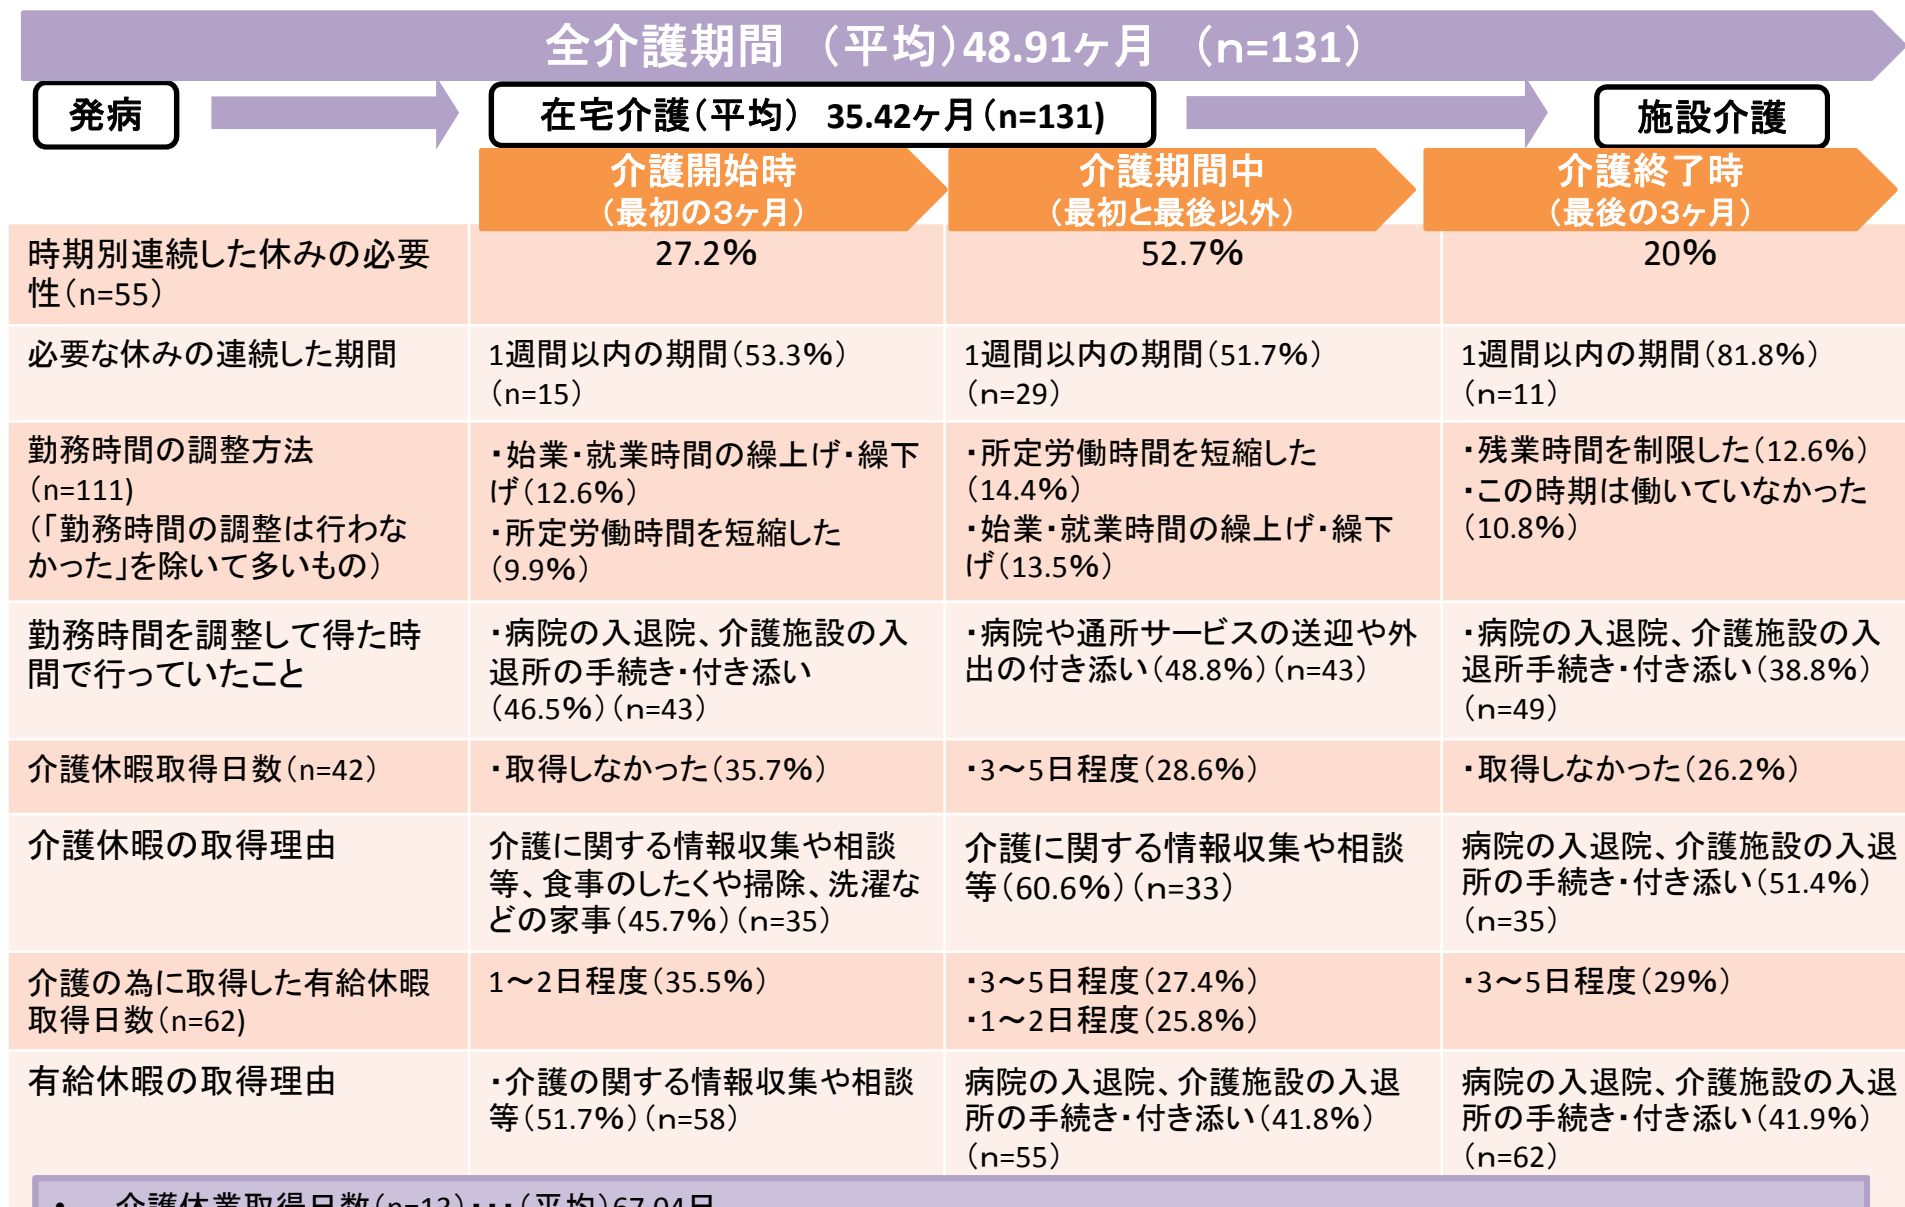 全介護期間 （平均）48.91ヶ月 （n=131）
発病
在宅介護（平均） 35.42ヶ月（n=131）
施設介護
介護開始時
（最初の3ヶ月）
介護期間中
（最初と最後以外）
介護終了時
（最後の3ヶ月）
時期別連続した休みの必要
性（n=55）
27.2%
52.7%
20%
必要な休みの連続した期間
1週間以内の期間（53.3%）
（n=15）
1週間以内の期間（51.7%）
（n=29）
1週間以内の期間（81.8%）
（n=11）
勤務時間の調整方法
（n=111)
（「勤務時間の調整は行わな
かった」を除いて多いもの）
・始業・就業時間の繰上げ・繰下
げ（12.6%）
・所定労働時間を短縮した
（9.9%）
・所定労働時間を短縮した
（14.4%）
・始業・就業時間の繰上げ・繰下
げ（13.5%）
・残業時間を制限した（12.6%）
・この時期は働いていなかった
（10.8%）
勤務時間を調整して得た時
間で行っていたこと
・病院の入退院、介護施設の入
退所の手続き・付き添い
（46.5%）（n=43）
・病院や通所サービスの送迎や外
出の付き添い（48.8%）（n=43）
・病院の入退院、介護施設の入
退所手続き・付き添い（38.8%）
（n=49）
介護休暇取得日数（n=42）
・取得しなかった（35.7%）
・3～5日程度（28.6%）
・取得しなかった（26.2%）
介護休暇の取得理由
介護に関する情報収集や相談
等、食事のしたくや掃除、洗濯な
どの家事（45.7%）（n=35）
介護に関する情報収集や相談
等（60.6%）（n=33）
病院の入退院、介護施設の入退
所の手続き・付き添い（51.4%）
（n=35）
介護の為に取得した有給休暇
取得日数（n=62)
1～2日程度（35.5%）
・3～5日程度（27.4%）
・1～2日程度（25.8%）
・3～5日程度（29%）
有給休暇の取得理由
・介護の関する情報収集や相談
等（51.7%）（n=58）
病院の入退院、介護施設の入退
所の手続き・付き添い（41.8%）
（n=55）
病院の入退院、介護施設の入退
所の手続き・付き添い（41.9%）
（n=62）
• 介護休業取得日数（n=13）・・・（平均）67.04日